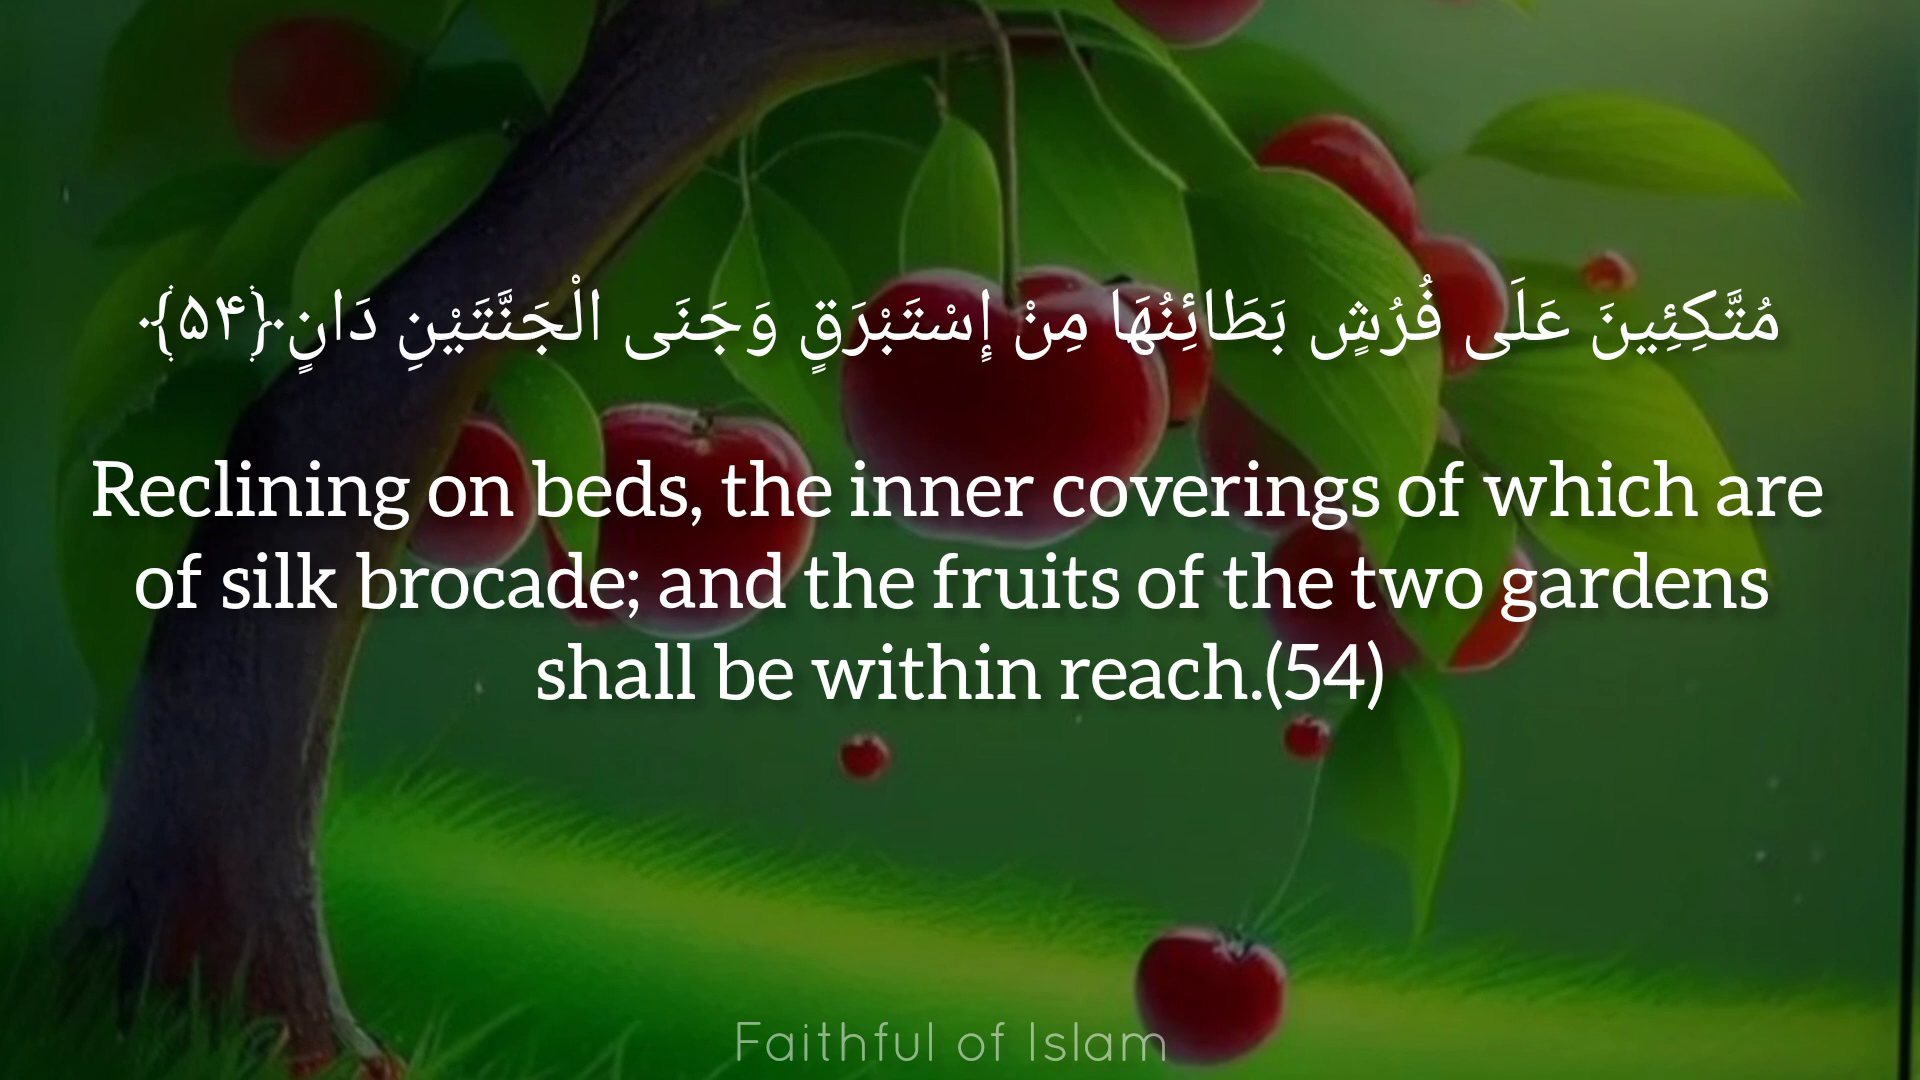 مُتَّكِئِينَ عَلَى فُرُشٍ بَطَائِنُهَا مِنْ إِسْتَبْرَقٍ وَجَنَى الْجَنَّتَيْنِ دَانٍ﴿۵۴﴾
Reclining on beds, the inner coverings of which are
of silk brocade; and the fruits of the two gardens
shall be within reach.(54)
Faithful of Islam